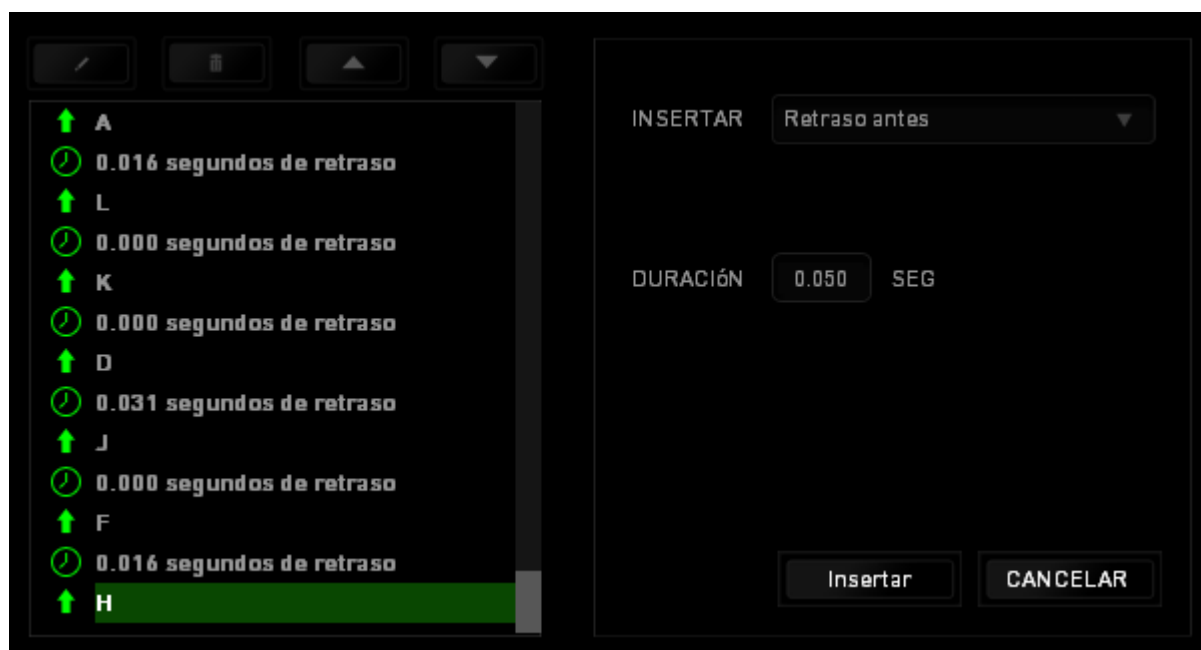 A
0.016 segundos de retraso
L
0.000 segundos de retraso
K
0.000 segundos de retraso
D
0.031 segundos de retraso
J
0.000 segundos de retraso
F
0.016 segundos de retraso
H
INSERTAR Retraso antes
DURACIóN 0.050 SEG
Insertar CANCELAR